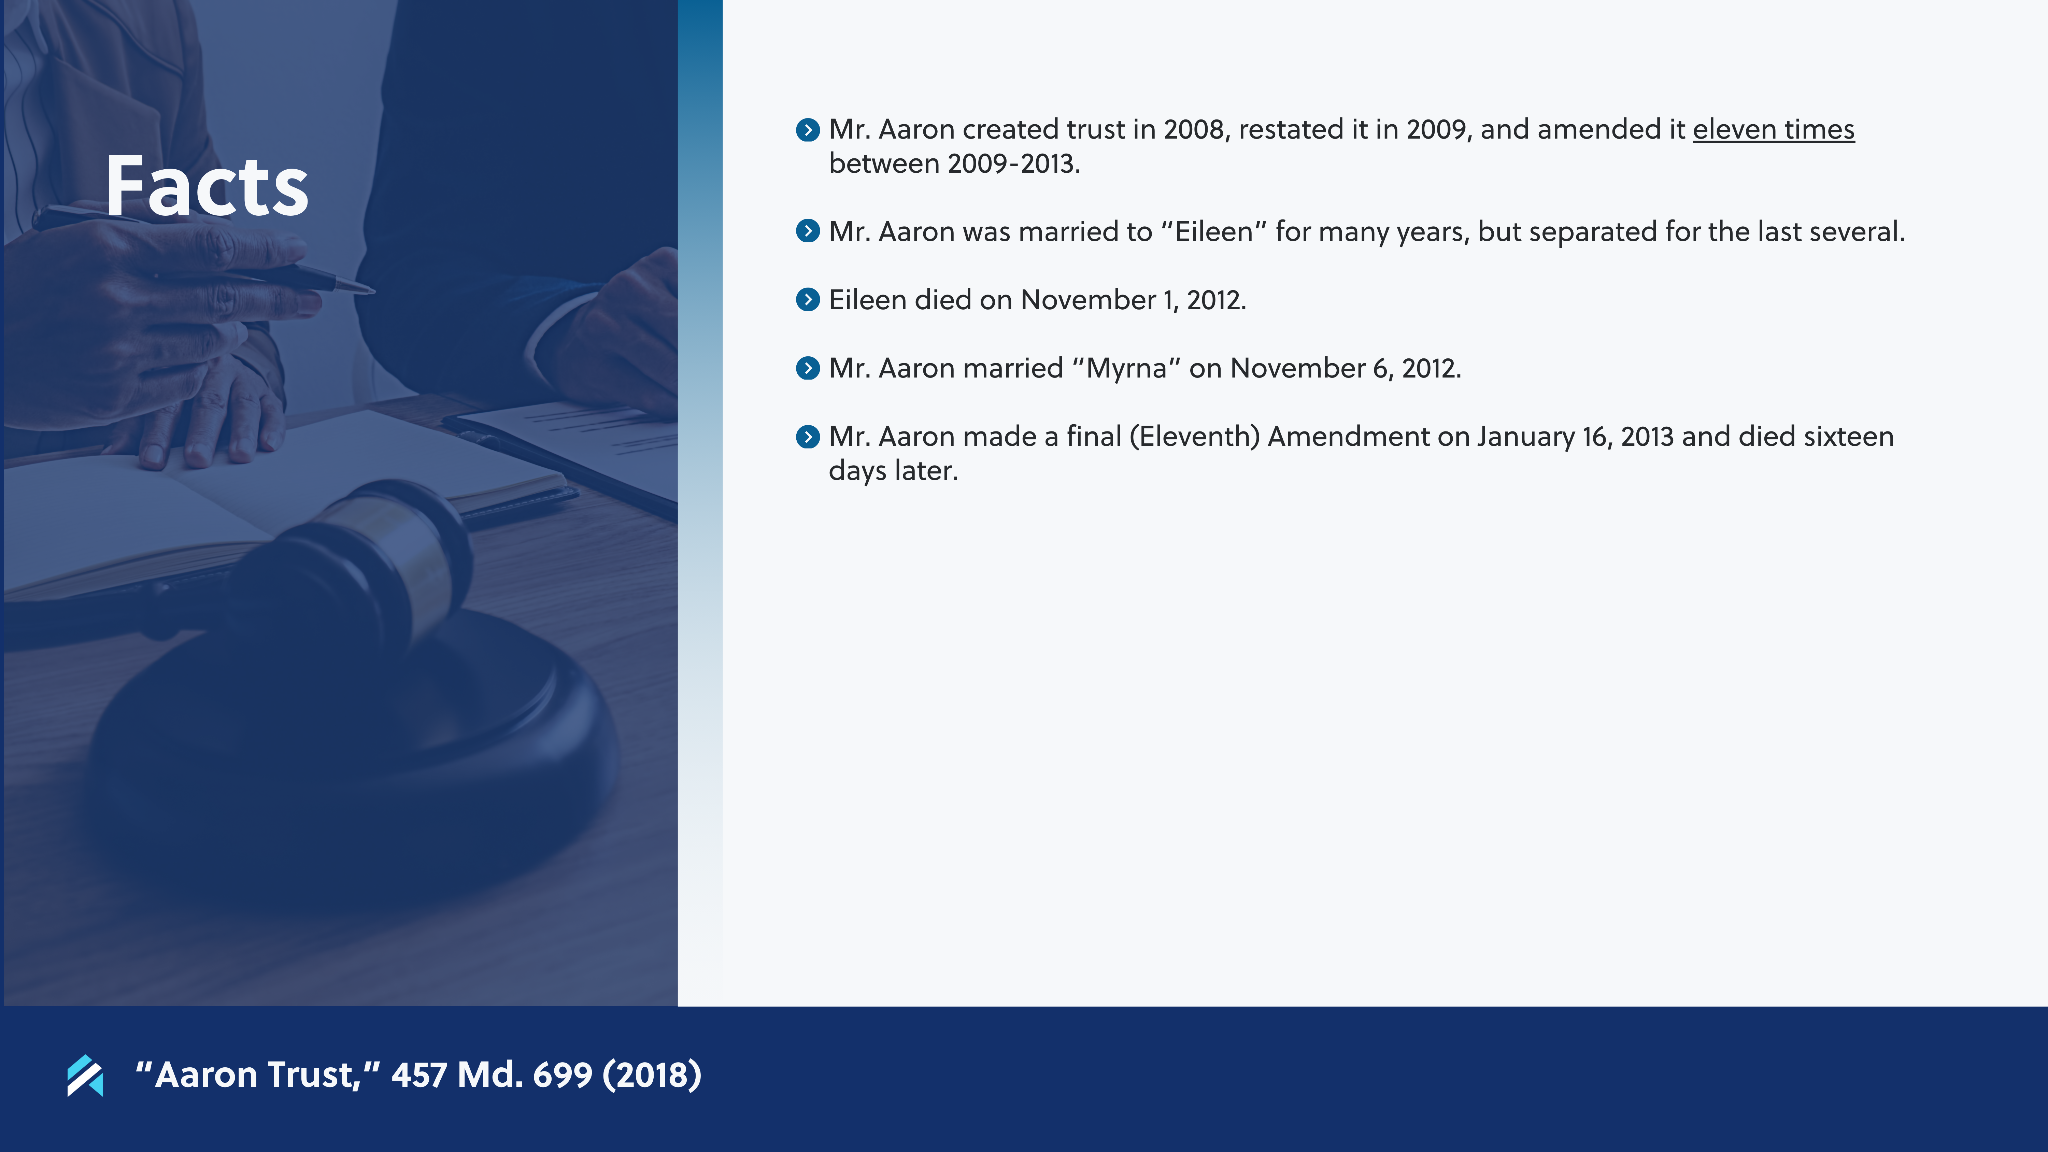 Facts
Mr. Aaron created trust in 2008, restated it in 2009, and amended it eleven times
between 2009-2013.
Mr. Aaron was married to “Eileen” for many years, but separated for the last several.
Eileen died on November 1, 2012.
Mr. Aaron married “Myrna” on November 6, 2012.
Mr. Aaron made a final (Eleventh) Amendment on January 16, 2013 and died sixteen
days later.
“Aaron Trust,” 457 Md. 699 (2018)